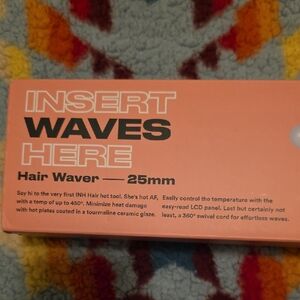 INSERT
WAVES
HERE
Hair Waver — 25mm
Say hi to the very first INH Hair hot tool. She's hot AF,
with a temp of up to 450°. Minimize heat damage
with hot plates coated in a tourmaline ceramic glaze.
Easily control the temperature with the
easy-read LCD panel. Last but certainly not
least, a 360° swivel cord for effortless waves.